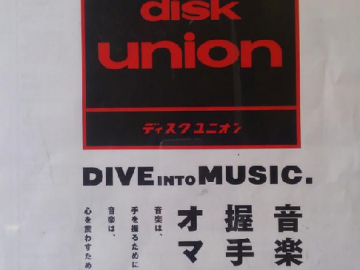 disk
union
ディスクユニオン
DIVE INTO MUSIC.
音楽
握手
オマ
音楽は、
手を握るために
音楽は、
心を震わすため